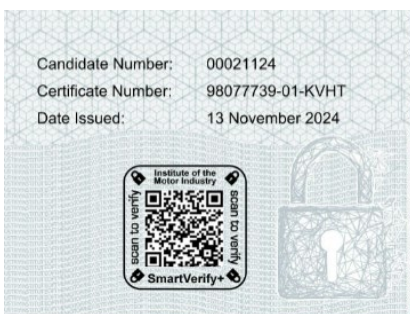 Candidate Number: 00021124
Certificate Number: 98077739-01-KVHT
Date Issued: 13 November 2024
Institute of the
Motor Industry
scan to verify
scan to verify
SmartVerify+